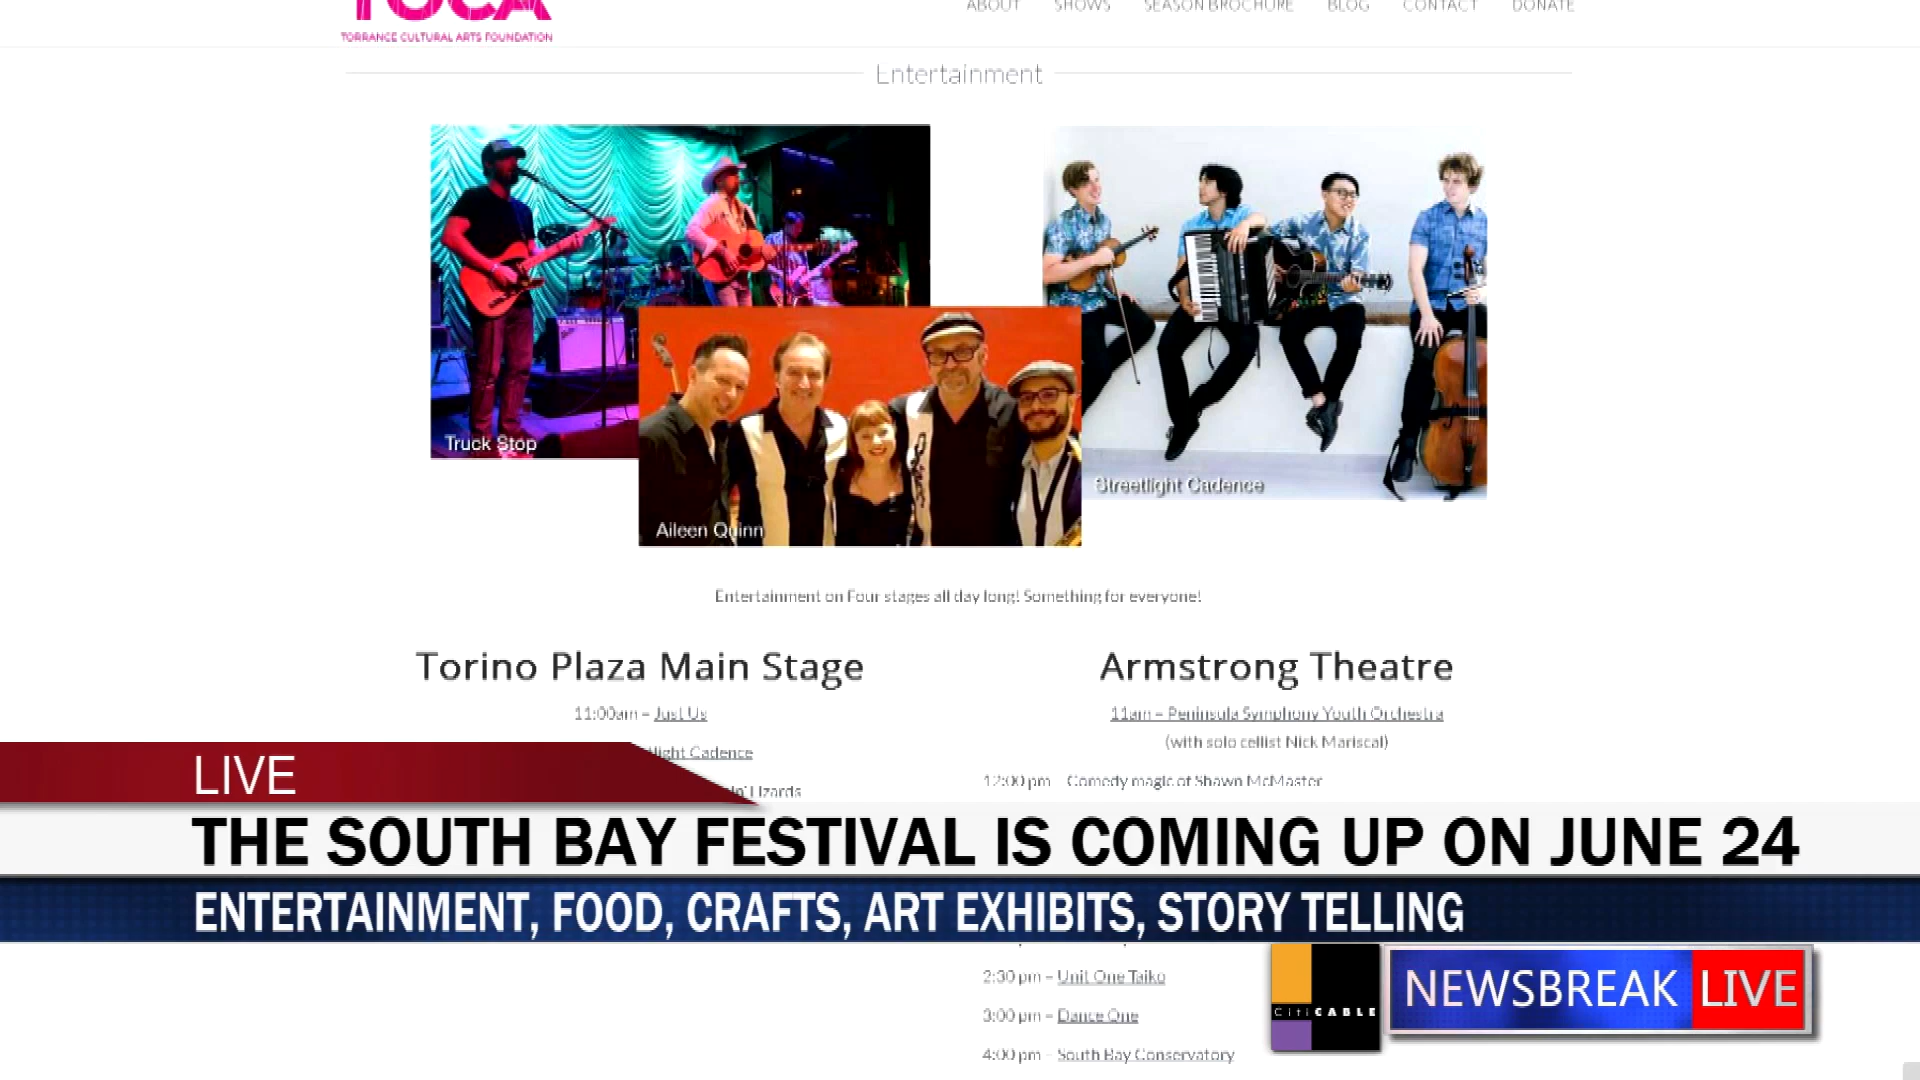 TOCA
ABOUT SHOWS SEASON BROCHURE BLOG CONTACT DONATE
TORRANCE CULTURAL ARTS FOUNDATION
Entertainment
Truck Stop
Aileen Quinn
Streetlight Cadence
Entertainment on Four stages all day long! Something for everyone!
Torino Plaza Main Stage
11:00am – Just Us
light Cadence
Lizards
Armstrong Theatre
11am – Peninsula Symphony Youth Orchestra
(with solo cellist Nick Mariscal)
12:00 pm Comedy magic of Shawn McMaster
LIVE
THE SOUTH BAY FESTIVAL IS COMING UP ON JUNE 24
ENTERTAINMENT, FOOD, CRAFTS, ART EXHIBITS, STORY TELLING
2:30 pm – Unit One Taiko
3:00 pm – Dance One
4:00 pm – South Bay Conservatory
CitiCABLE
NEWSBREAK LIVE